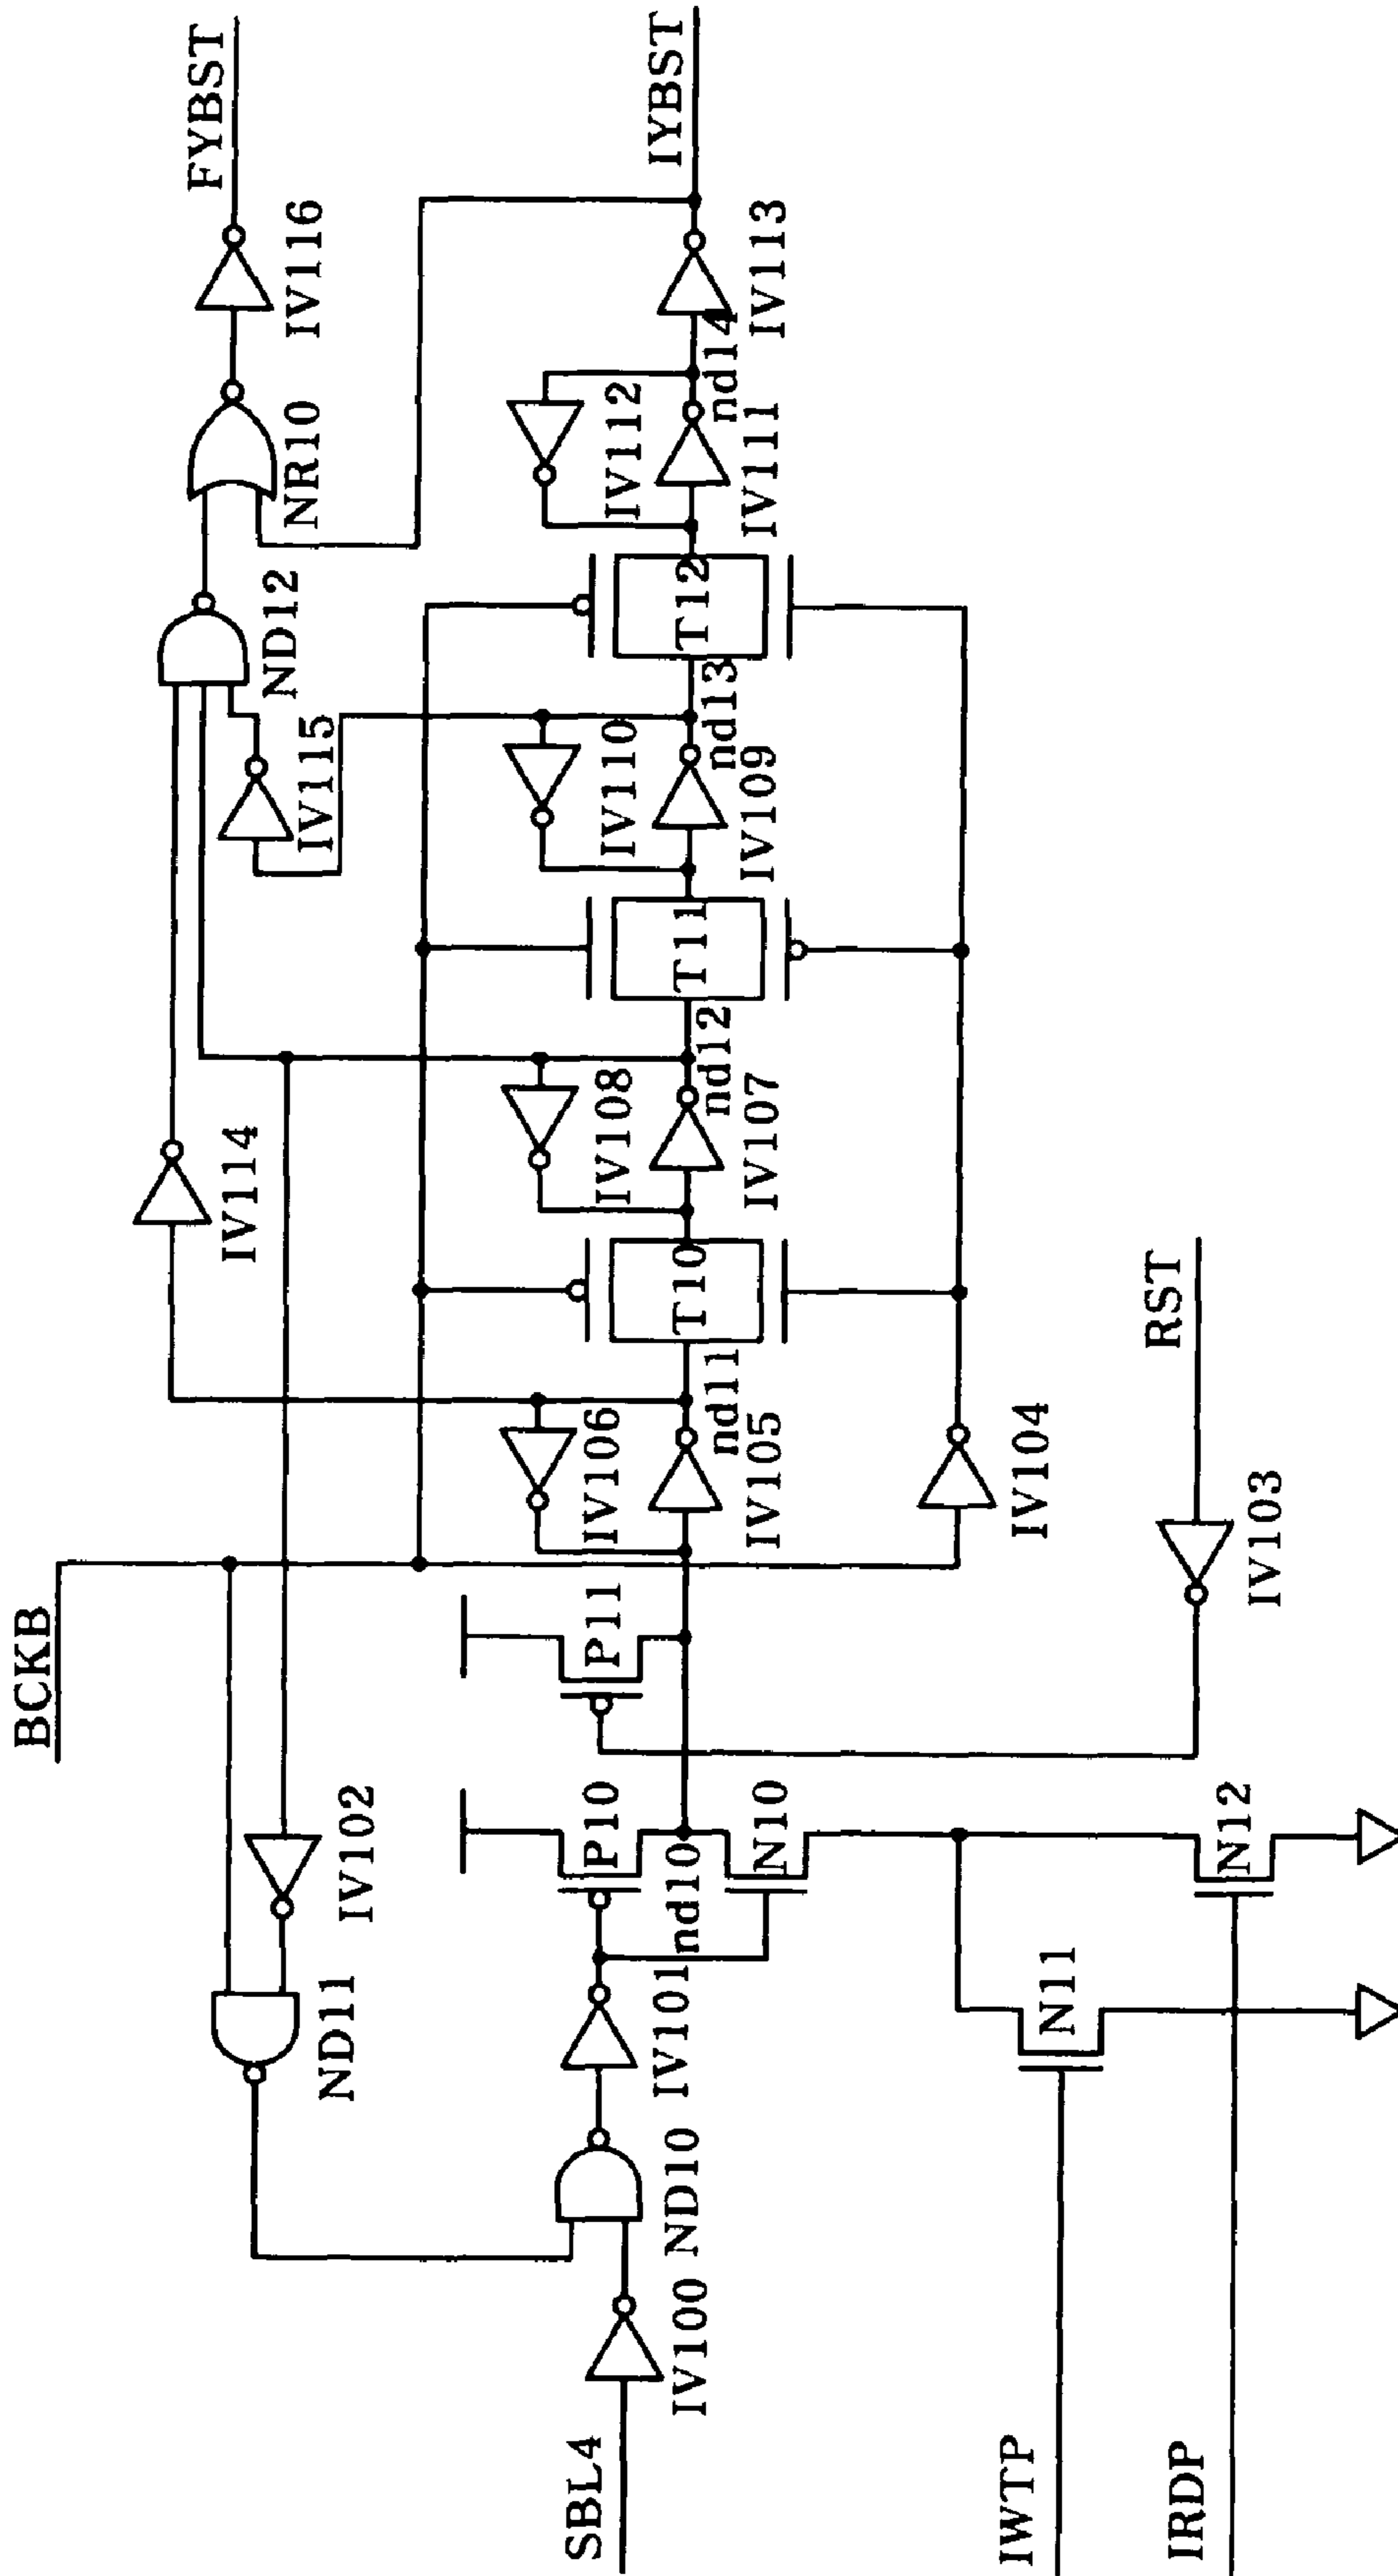 BCKB
FYBST
IYBST
SBL4
IWTP
IRDP
RST
ND11
IV102
IV114
IV115
ND12
NR10
IV116
IV100
ND10
IV101
P10
nd10
N10
N11
N12
P11
IV103
IV104
IV106
IV105
nd11
T10
IV108
IV107
nd12
T11
IV110
IV109
nd13
T12
IV112
IV111
nd14
IV113